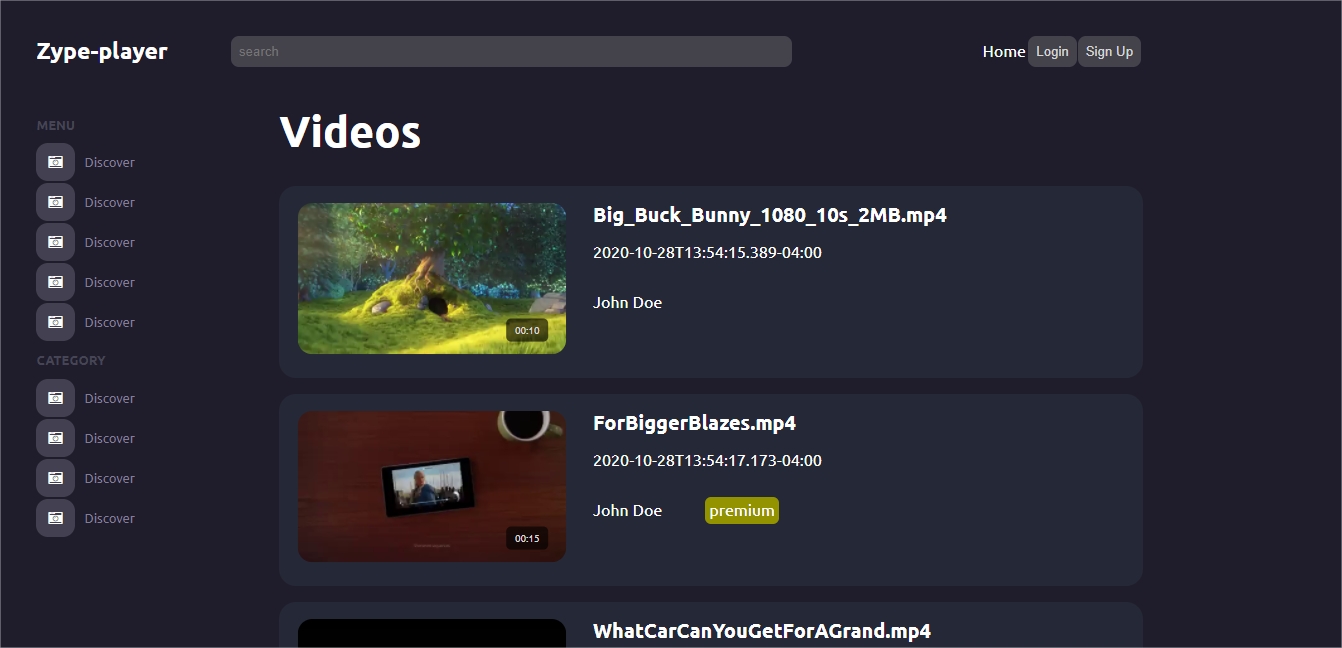 Zype-player
search
Home Login Sign Up
MENU
Discover
Discover
Discover
Discover
Discover
CATEGORY
Discover
Discover
Discover
Discover
Videos
Big_Buck_Bunny_1080_10s_2MB.mp4
2020-10-28T13:54:15.389-04:00
John Doe
00:10
ForBiggerBlazes.mp4
2020-10-28T13:54:17.173-04:00
John Doe premium
00:15
WhatCarCanYouGetForAGrand.mp4